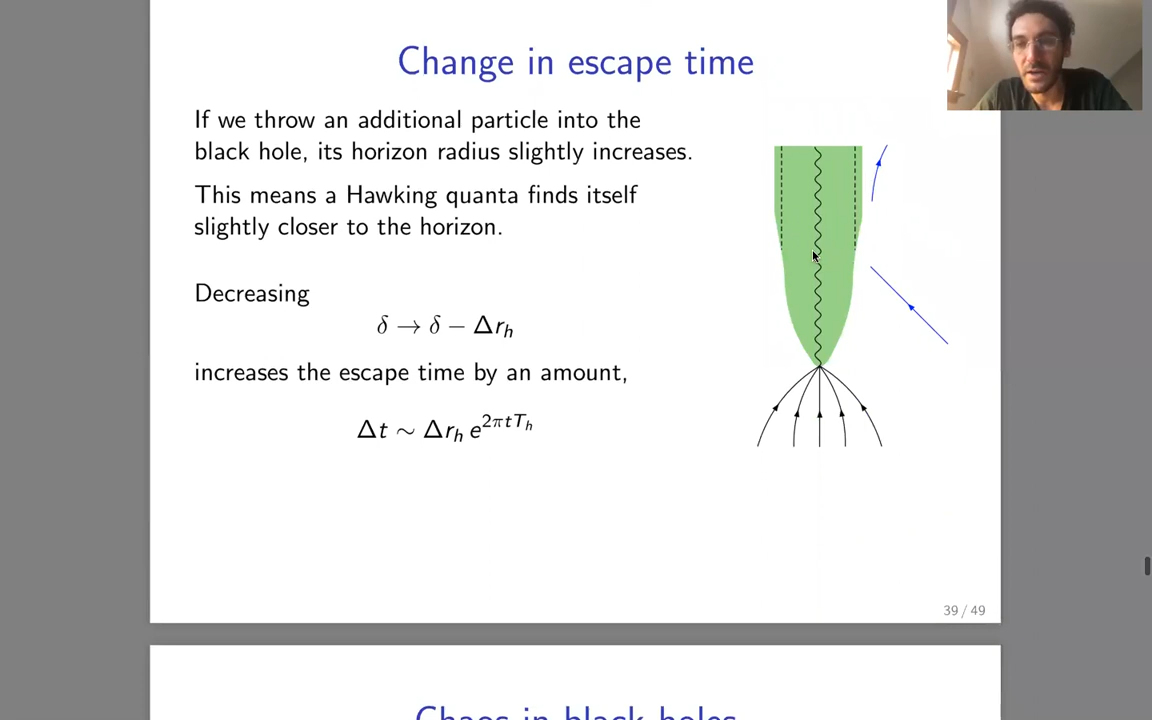 Change in escape time
If we throw an additional particle into the
black hole, its horizon radius slightly increases.
This means a Hawking quanta finds itself
slightly closer to the horizon.
Decreasing
δ → δ − Δr_h
increases the escape time by an amount,
Δt ∼ Δr_h e^{2πtT_h}
39 / 49
Chaos in black holes